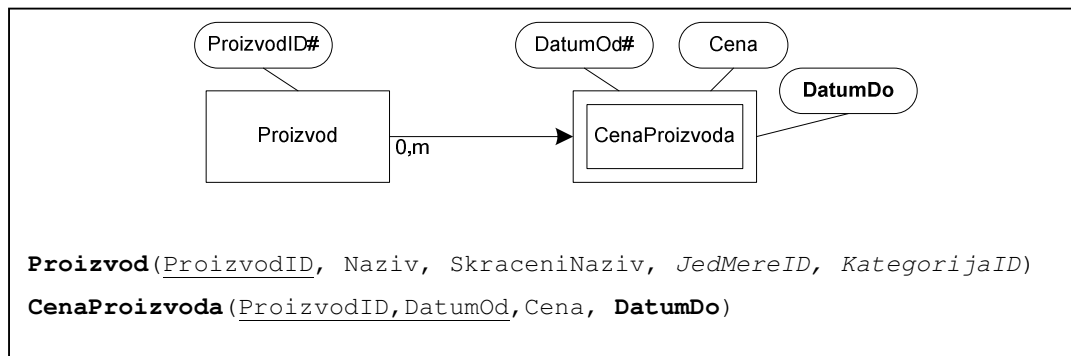 ProizvodID# DatumOd# Cena
DatumDo
Proizvod CenaProizvoda
0,m
Proizvod(ProizvodID, Naziv, SkraceniNaziv, JedMereID, KategorijaID)
CenaProizvoda(ProizvodID,DatumOd,Cena, DatumDo)